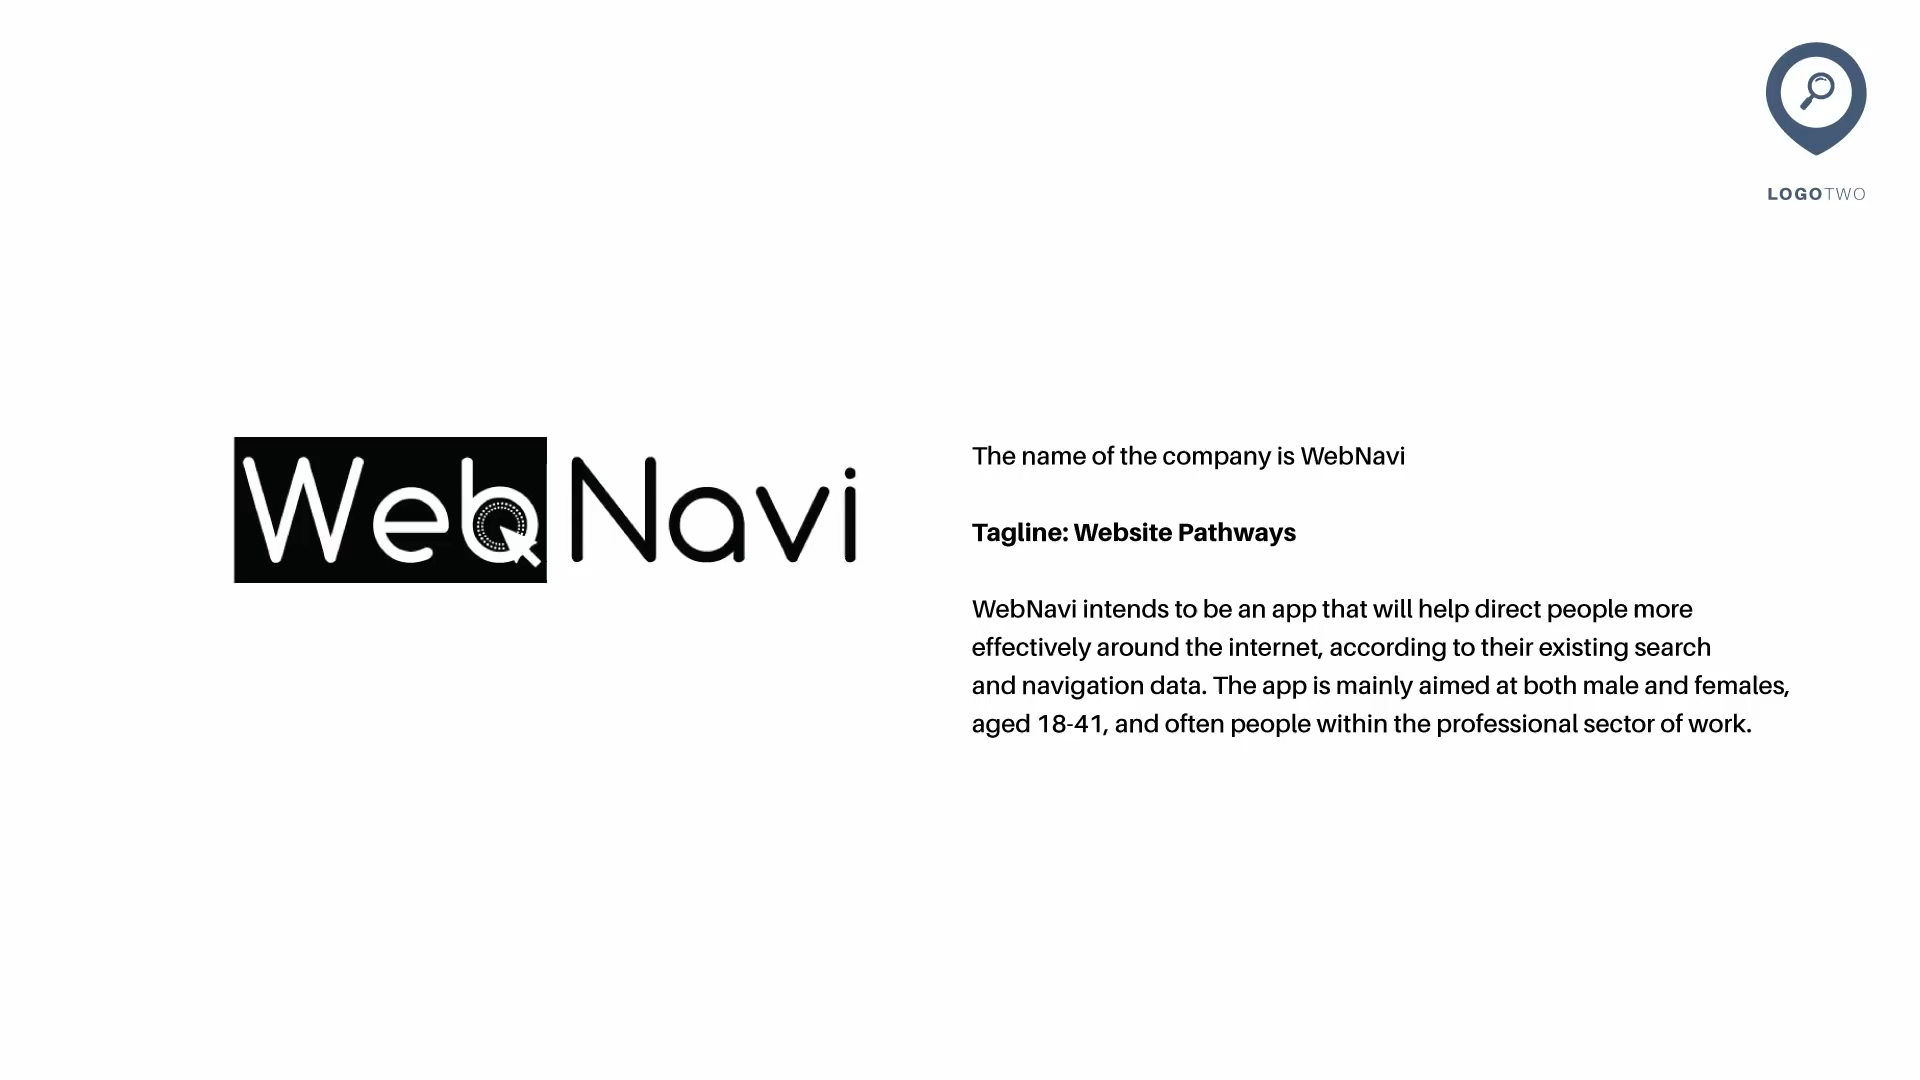 LOGOTWO
WebNavi
The name of the company is WebNavi
Tagline: Website Pathways
WebNavi intends to be an app that will help direct people more
effectively around the internet, according to their existing search
and navigation data. The app is mainly aimed at both male and females,
aged 18-41, and often people within the professional sector of work.